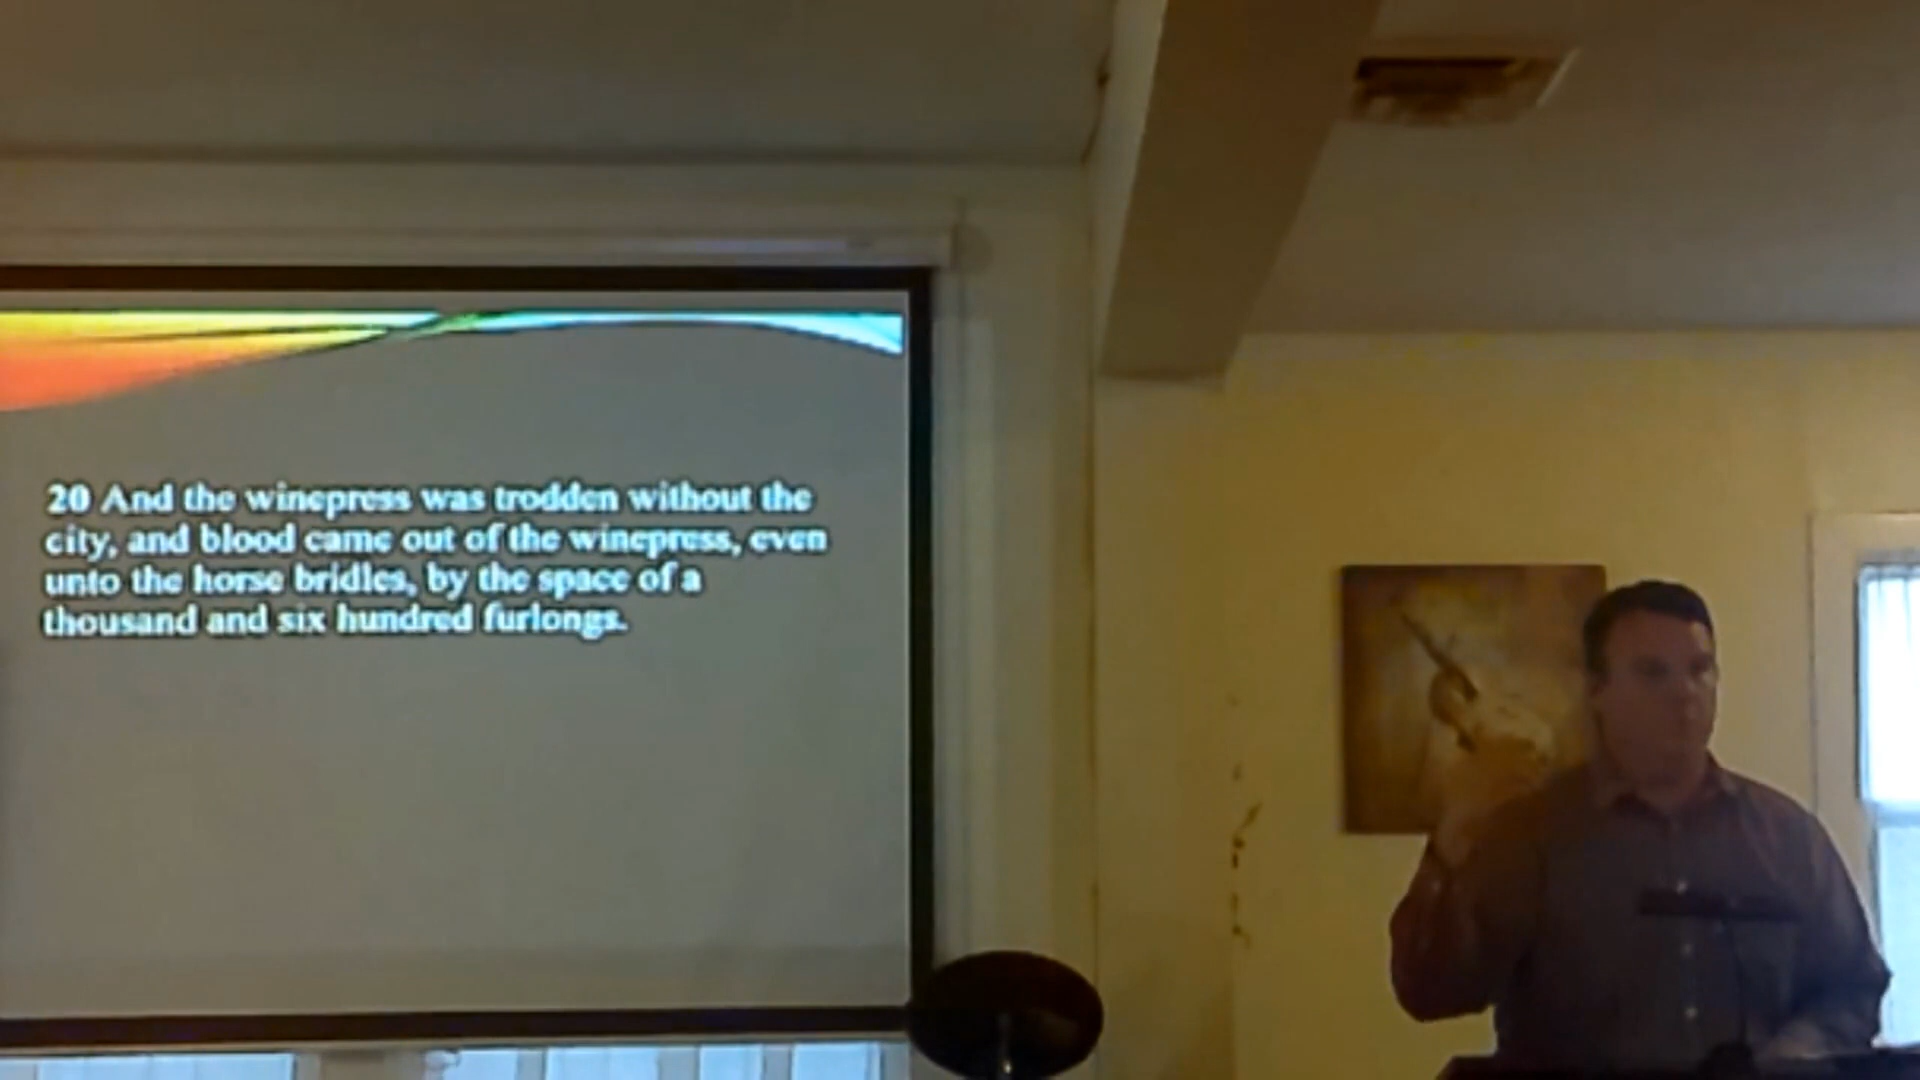 20 And the winepress was trodden without the
city, and blood came out of the winepress, even
unto the horse bridles, by the space of a
thousand and six hundred furlongs.